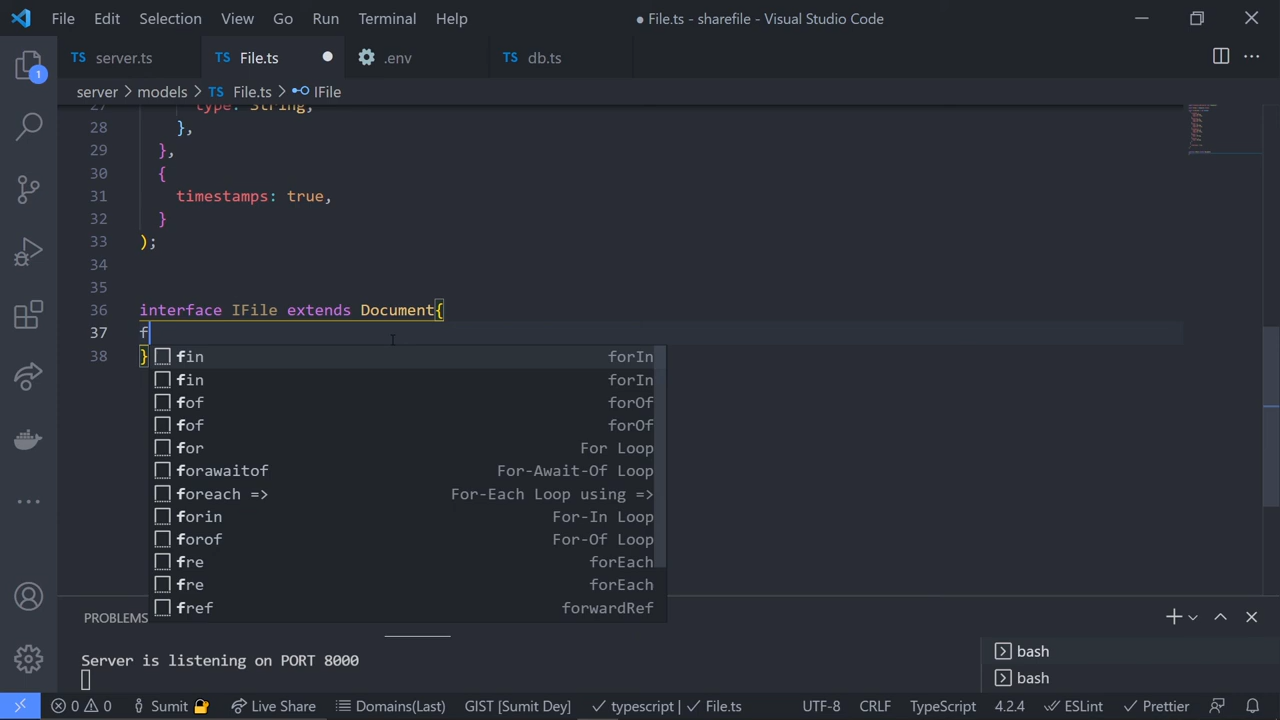 File Edit Selection View Go Run Terminal Help ● File.ts - sharefile - Visual Studio Code
1
TS server.ts TS File.ts .env TS db.ts
server > models > TS File.ts > IFile
27 type: String,
28 },
29 },
30 {
31 timestamps: true,
32 }
33 );
34
35
36 interface IFile extends Document{
37 f
38 }
fin forIn
fin forIn
fof forOf
fof forOf
for For Loop
forawaitof For-Await-Of Loop
foreach => For-Each Loop using =>
forin For-In Loop
forof For-Of Loop
fre forEach
fre forEach
fref forwardRef
PROBLEMS
Server is listening on PORT 8000
bash
bash
0 0 Sumit Live Share Domains(Last) GIST [Sumit Dey] typescript | File.ts UTF-8 CRLF TypeScript 4.2.4 ESLint Prettier